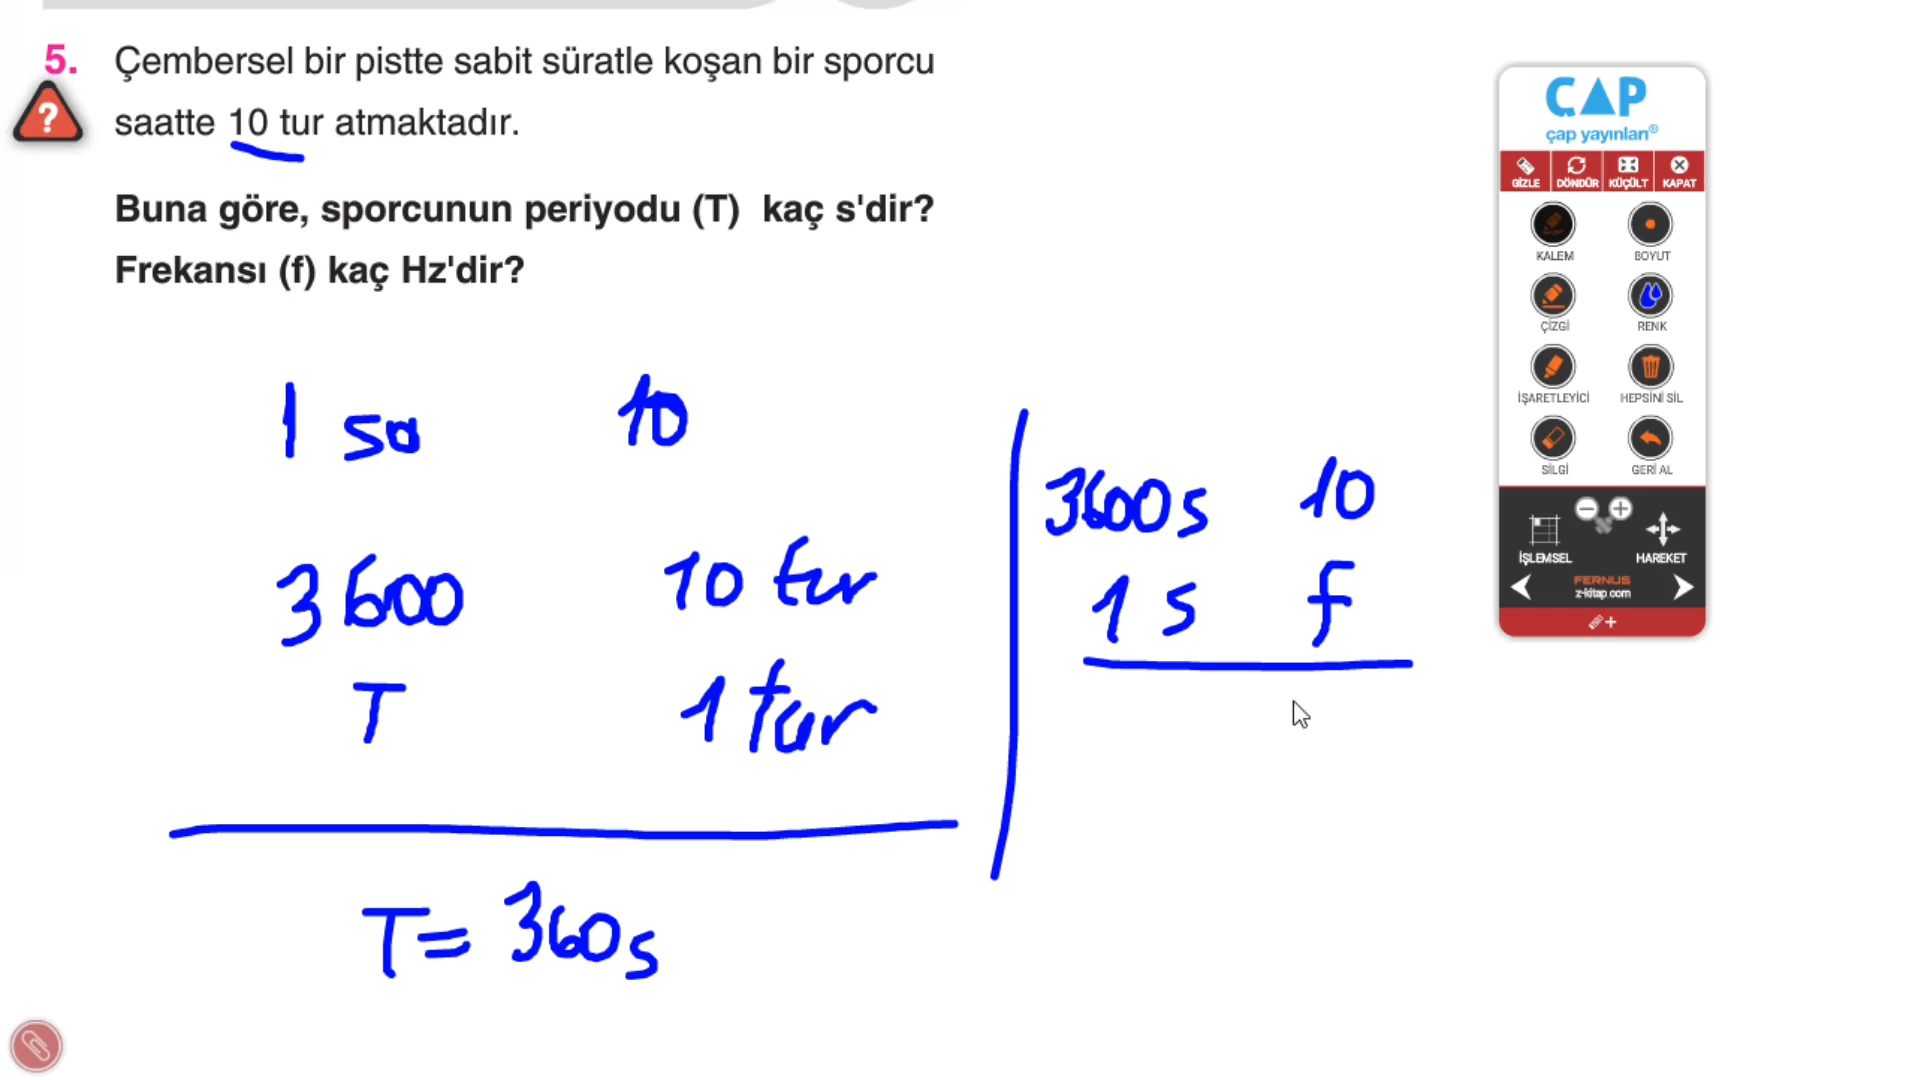 5. Çembersel bir pistte sabit süratle koşan bir sporcu
saatte 10 tur atmaktadır.
?
Buna göre, sporcunun periyodu (T) kaç s'dir?
Frekansı (f) kaç Hz'dir?
1 sa 10
3600 10 tur
T 1 tur
T= 360s
3600s 10
1 s f
ÇAP
çap yayınları®
GİZLE DÖNDÜR KÜÇÜLT KAPAT
KALEM BOYUT
ÇİZGİ RENK
İŞARETLEYİCİ HEPSİNİ SİL
SİLGİ GERİ AL
İŞLEMSEL HAREKET
FERNUS
z-kitap com